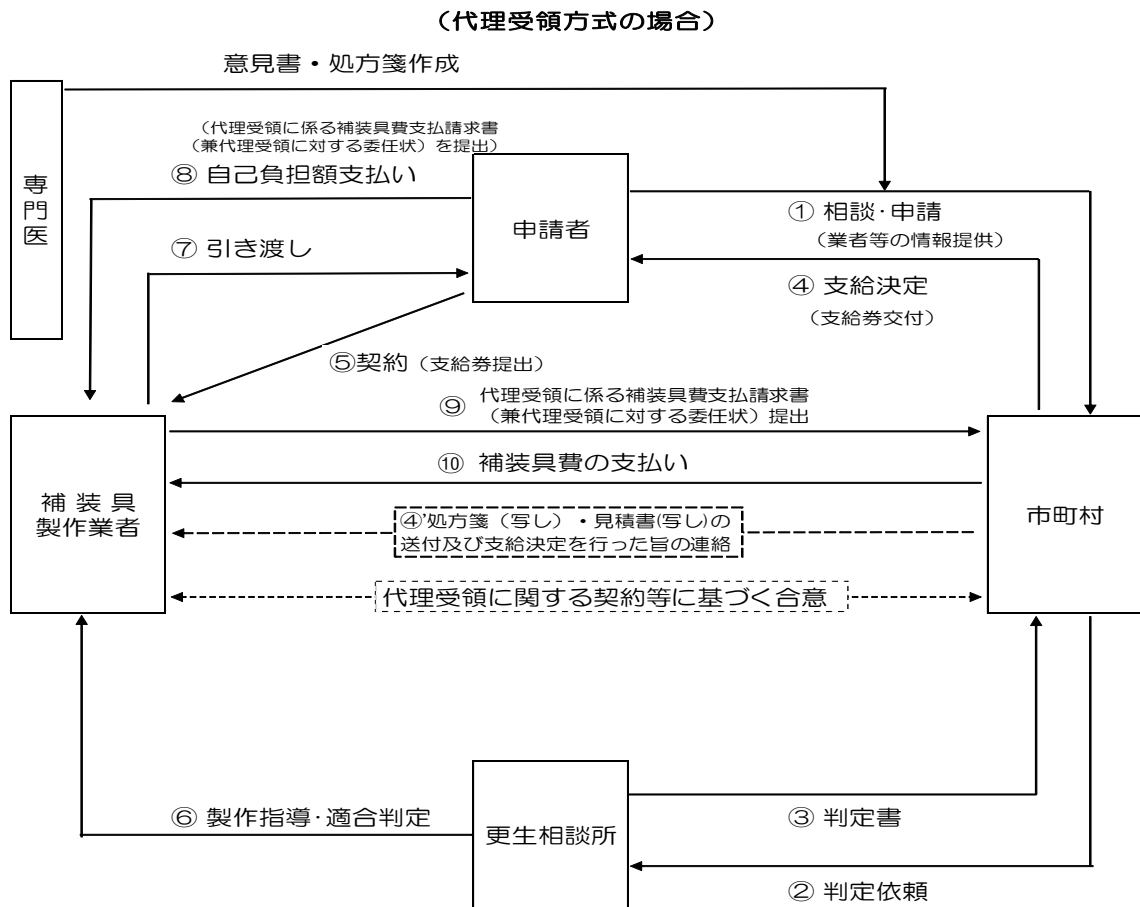 （代理受領方式の場合）
意見書・処方箋作成
（代理受領に係る補装具費支払請求書
（兼代理受領に対する委任状）を提出）
⑧ 自己負担額支払い
専門医
申請者
① 相談･申請
（業者等の情報提供）
⑦ 引き渡し
④ 支給決定
（支給券交付）
⑤契約（支給券提出）
⑨ 代理受領に係る補装具費支払請求書
（兼代理受領に対する委任状）提出
⑩ 補装具費の支払い
補 装 具
製作業者
市町村
④'処方箋（写し）・見積書(写し)の
送付及び支給決定を行った旨の連絡
代理受領に関する契約等に基づく合意
⑥ 製作指導･適合判定
更生相談所
③ 判定書
② 判定依頼